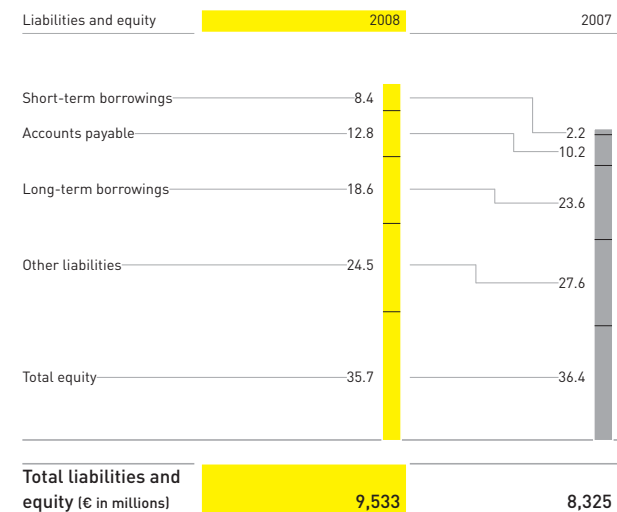 Liabilities and equity 2008 2007
Short-term borrowings 8.4 2.2
Accounts payable 12.8 10.2
Long-term borrowings 18.6 23.6
Other liabilities 24.5 27.6
Total equity 35.7 36.4
Total liabilities and
equity (€ in millions) 9,533 8,325